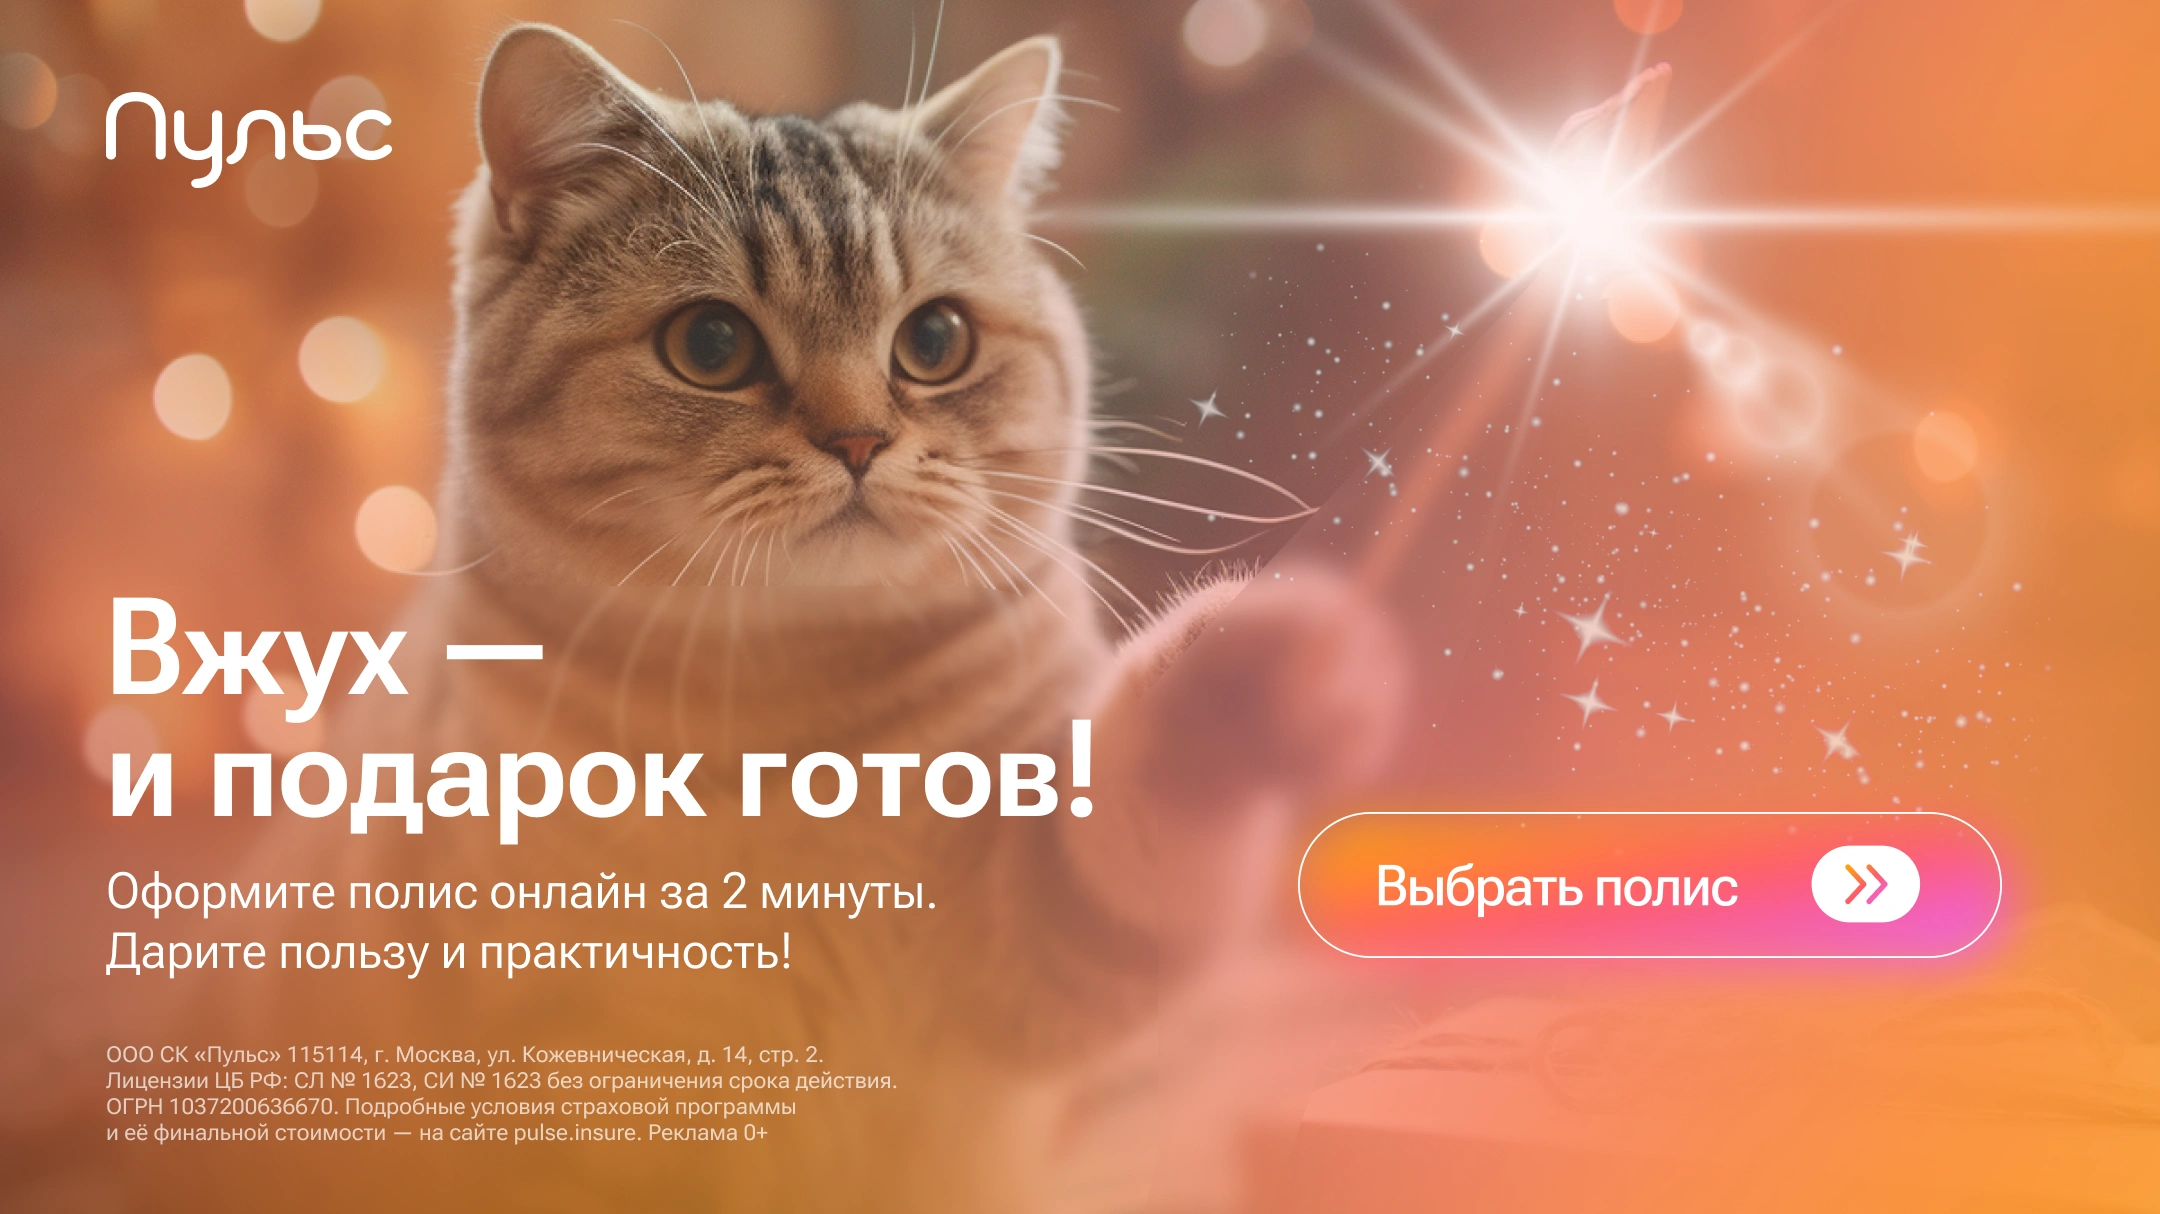 Пульс
Вжух —
и подарок готов!
Оформите полис онлайн за 2 минуты.
Дарите пользу и практичность!
Выбрать полис
ООО СК «Пульс» 115114, г. Москва, ул. Кожевническая, д. 14, стр. 2.
Лицензии ЦБ РФ: СЛ № 1623, СИ № 1623 без ограничения срока действия.
ОГРН 1037200636670. Подробные условия страховой программы
и её финальной стоимости — на сайте pulse.insure. Реклама 0+